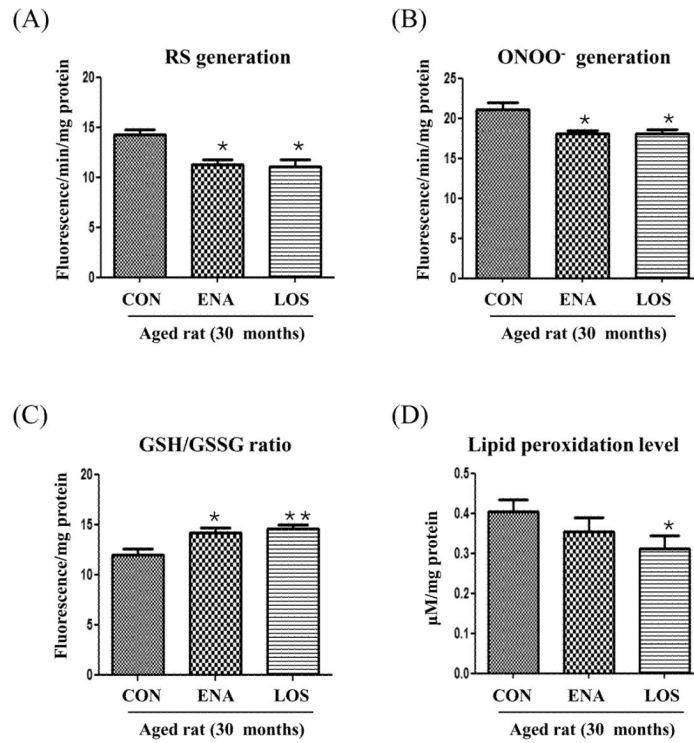 (A)
RS generation
Fluorescence/min/mg protein
20
15
10
5
0
*
*
CON ENA LOS
Aged rat (30 months)
(B)
ONOO⁻ generation
Fluorescence/min/mg protein
25
20
15
10
5
0
*
*
CON ENA LOS
Aged rat (30 months)
(C)
GSH/GSSG ratio
Fluorescence/mg protein
20
15
10
5
0
*
**
CON ENA LOS
Aged rat (30 months)
(D)
Lipid peroxidation level
µM/mg protein
0.5
0.4
0.3
0.2
0.1
0.0
*
CON ENA LOS
Aged rat (30 months)